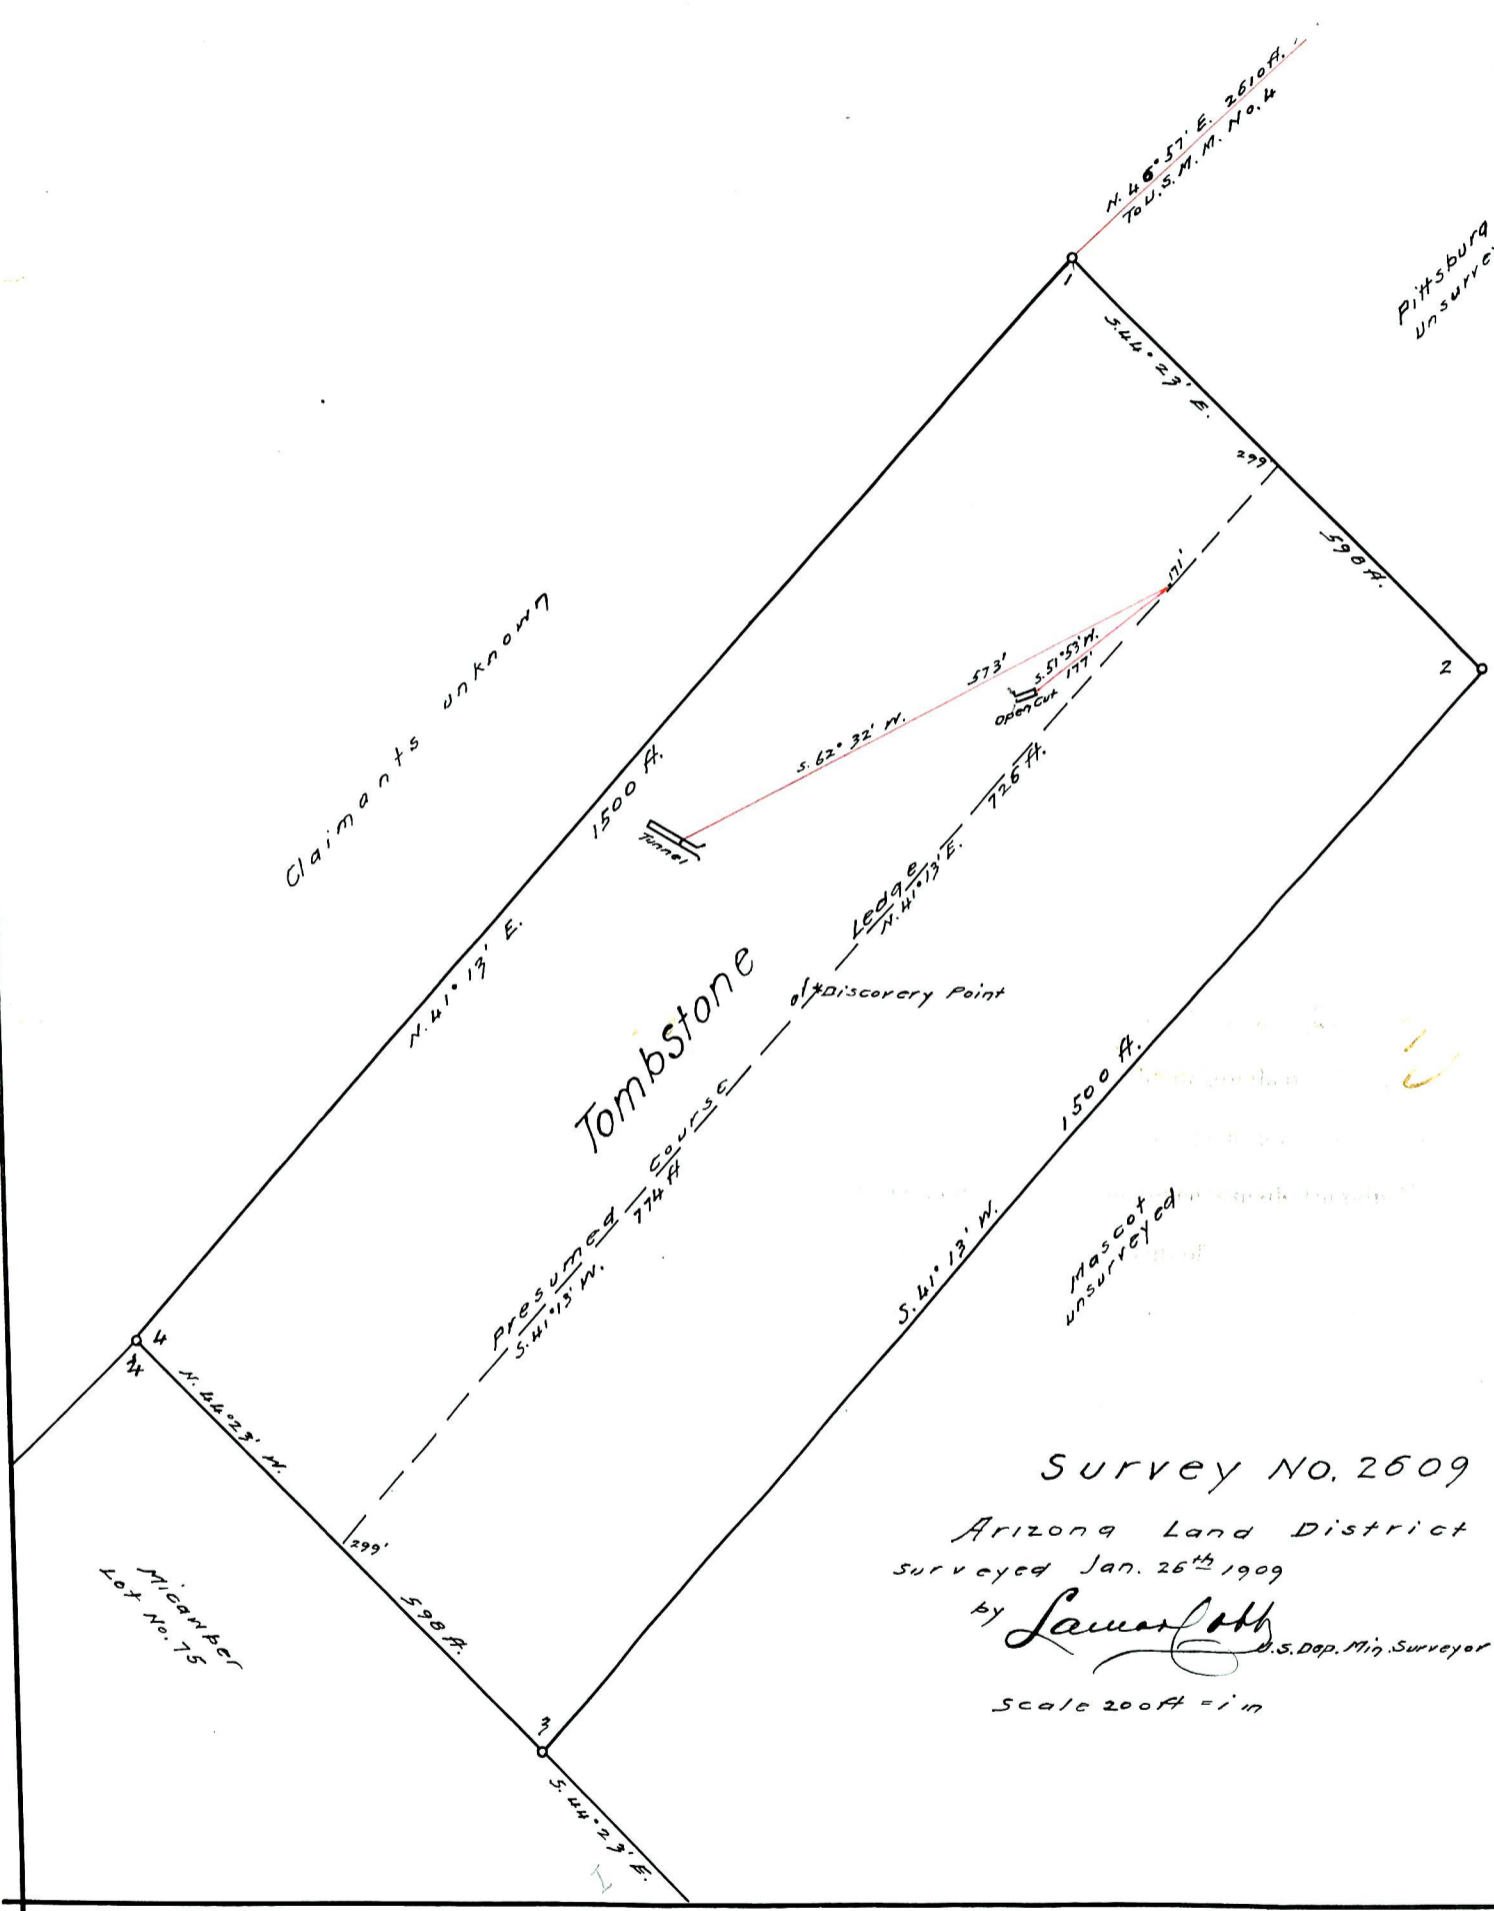 N. 46° 57' E. 2610 ft.
To U.S.M.M. No. 4
Pittsburg
1
S. 44° 23' E.
299'
598 ft.
2
171'
S. 51° 53' W.
177'
573'
Open Cut
S. 62° 32' W.
Claimants unknown
1500 ft.
Tunnel
726 ft.
Ledge
N. 41° 13' E.
N. 41° 13' E.
Discovery Point
Tombstone
1500 ft.
Presumed course
774 ft
S. 41° 13' W.
S. 41° 13' W.
Mascot
unsurveyed
4
4
N. 44° 23' W.
299'
598 ft.
Micawber
Lot No. 75
3
S. 44° 23' E.
Survey No. 2609
Arizona Land District
surveyed Jan. 26th 1909
by Lamar Cobb
U.S. Dep. Min. Surveyor
Scale 200 ft = 1 in